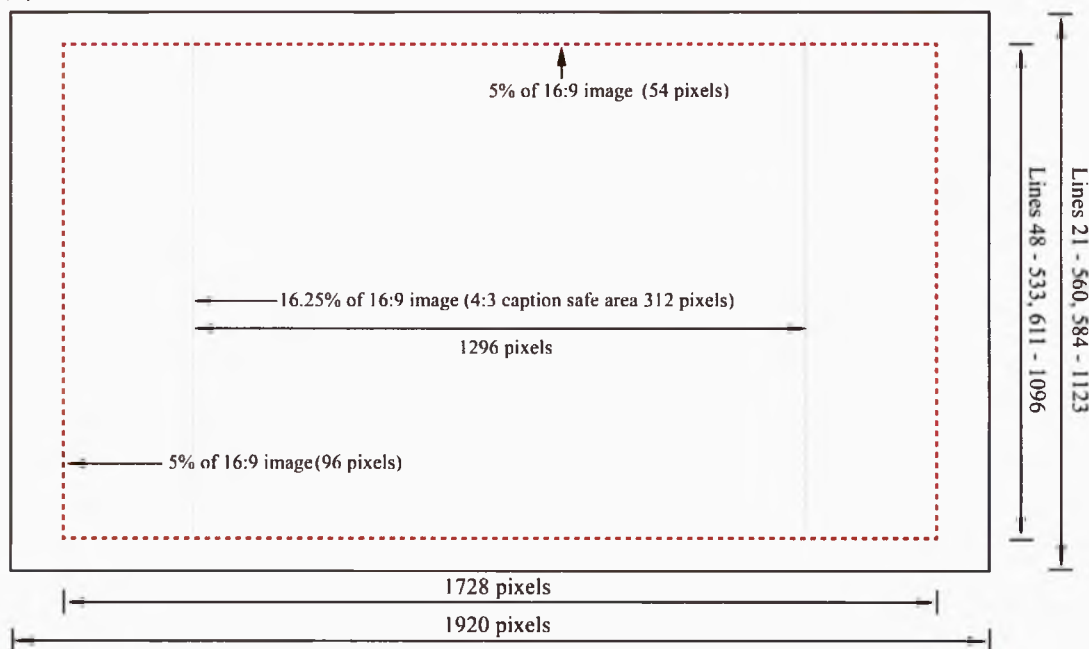 5% of 16:9 image (54 pixels)
16.25% of 16:9 image (4:3 caption safe area 312 pixels)
1296 pixels
5% of 16:9 image (96 pixels)
1728 pixels
1920 pixels
Lines 48 - 533, 611 - 1096
Lines 21 - 560, 584 - 1123